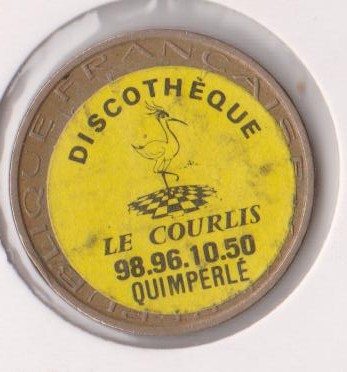 RÉPUBLIQUE FRANÇAISE
DISCOTHÈQUE
LE COURLIS
98.96.10.50
QUIMPERLÉ